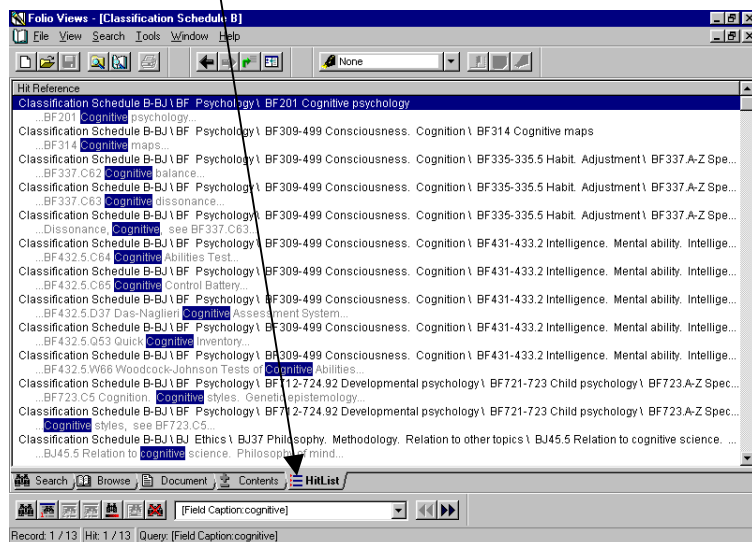 Folio Views - [Classification Schedule B]
File View Search Tools Window Help
None
Hit Reference
Classification Schedule B-BJ \ BF Psychology \ BF201 Cognitive psychology
...BF201 Cognitive psychology...
Classification Schedule B-BJ \ BF Psychology \ BF309-499 Consciousness. Cognition \ BF314 Cognitive maps
...BF314 Cognitive maps...
Classification Schedule B-BJ \ BF Psychology \ BF309-499 Consciousness. Cognition \ BF335-335.5 Habit. Adjustment \ BF337.A-Z Spe...
...BF337.C62 Cognitive balance...
Classification Schedule B-BJ \ BF Psychology \ BF309-499 Consciousness. Cognition \ BF335-335.5 Habit. Adjustment \ BF337.A-Z Spe...
...BF337.C63 Cognitive dissonance...
Classification Schedule B-BJ \ BF Psychology \ BF309-499 Consciousness. Cognition \ BF335-335.5 Habit. Adjustment \ BF337.A-Z Spe...
...Dissonance, Cognitive, see BF337.C63...
Classification Schedule B-BJ \ BF Psychology \ BF309-499 Consciousness. Cognition \ BF431-433.2 Intelligence. Mental ability. Intellige...
...BF432.5.C64 Cognitive Abilities Test...
Classification Schedule B-BJ \ BF Psychology \ BF309-499 Consciousness. Cognition \ BF431-433.2 Intelligence. Mental ability. Intellige...
...BF432.5.C65 Cognitive Control Battery...
Classification Schedule B-BJ \ BF Psychology \ BF309-499 Consciousness. Cognition \ BF431-433.2 Intelligence. Mental ability. Intellige...
...BF432.5.D37 Das-Naglieri Cognitive Assessment System...
Classification Schedule B-BJ \ BF Psychology \ BF309-499 Consciousness. Cognition \ BF431-433.2 Intelligence. Mental ability. Intellige...
...BF432.5.Q53 Quick Cognitive Inventory...
Classification Schedule B-BJ \ BF Psychology \ BF309-499 Consciousness. Cognition \ BF431-433.2 Intelligence. Mental ability. Intellige...
...BF432.5.W66 Woodcock-Johnson Tests of Cognitive Abilities...
Classification Schedule B-BJ \ BF Psychology \ BF712-724.92 Developmental psychology \ BF721-723 Child psychology \ BF723.A-Z Spec...
...BF723.C5 Cognition. Cognitive styles. Genetic epistemology...
Classification Schedule B-BJ \ BF Psychology \ BF712-724.92 Developmental psychology \ BF721-723 Child psychology \ BF723.A-Z Spec...
...Cognitive styles, see BF723.C5...
Classification Schedule B-BJ \ BJ Ethics \ BJ37 Philosophy. Methodology. Relation to other topics \ BJ45.5 Relation to cognitive science. ...
...BJ45.5 Relation to cognitive science. Philosophy of mind...
Search Browse Document Contents HitList
[Field Caption:cognitive]
Record: 1 / 13 Hit: 1 / 13 Query: [Field Caption:cognitive]